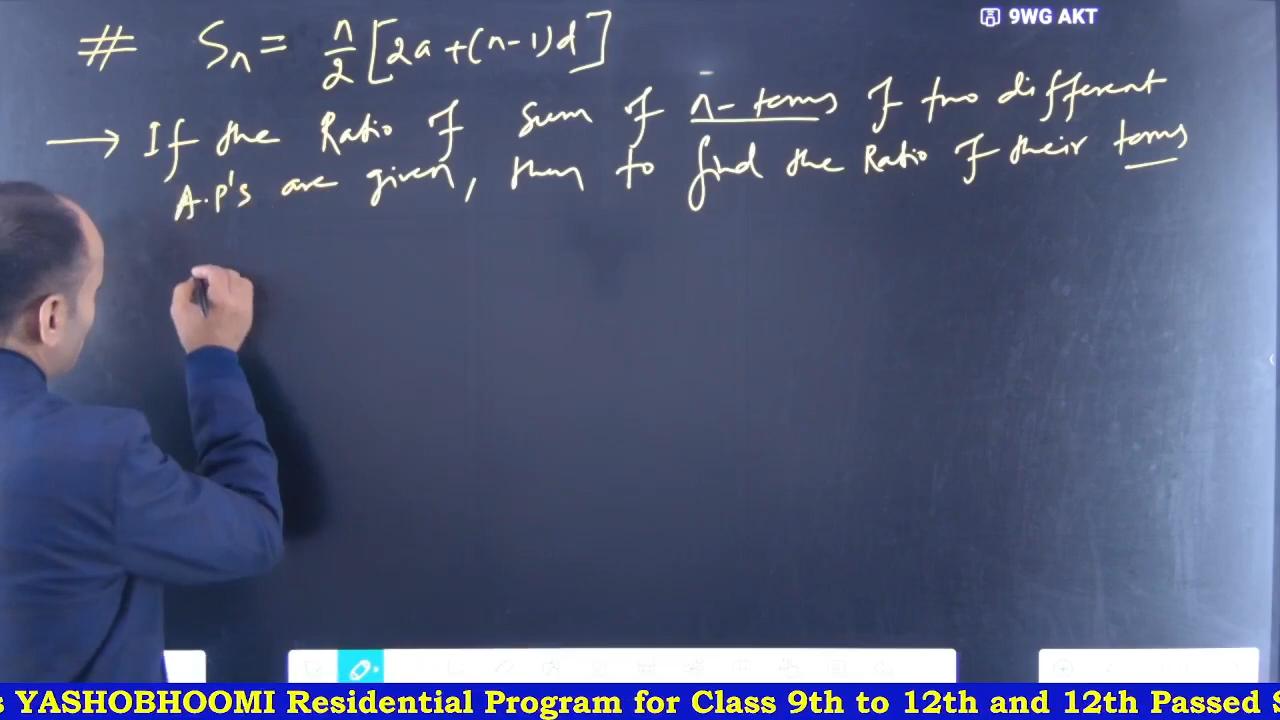 9WG AKT
# Sn = n/2 [2a + (n-1)d]
→ If the Ratio of sum of n-terms of two different
A.P's are given, then to find the Ratio of their terms
YASHOBHOOMI Residential Program for Class 9th to 12th and 12th Passed